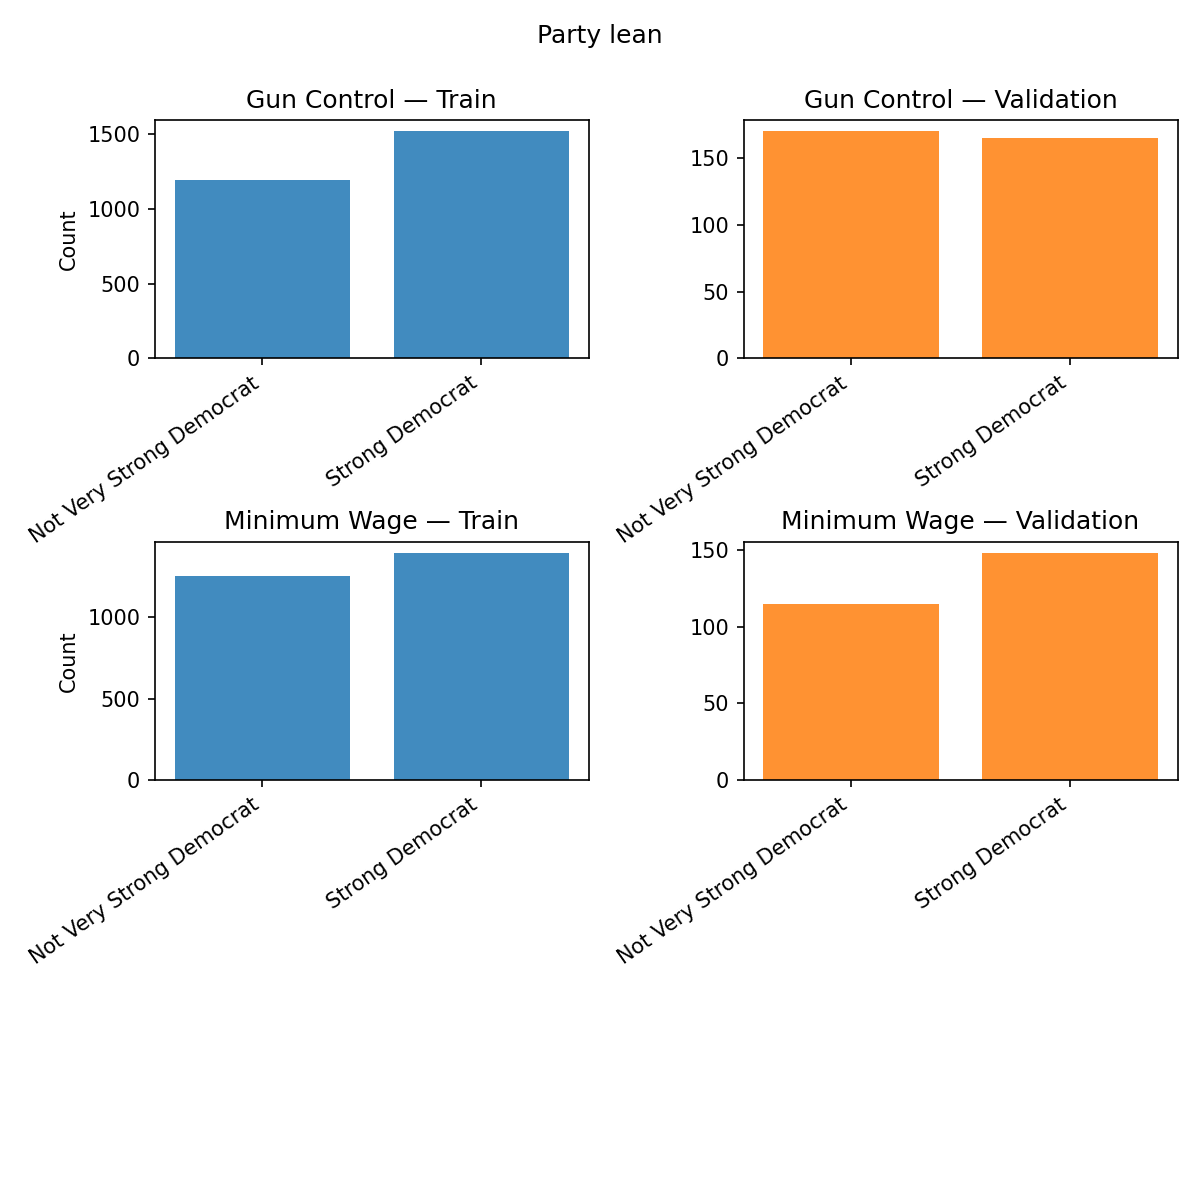 Party lean
Gun Control — Train
Count
1500
1000
500
0
Not Very Strong Democrat
Strong Democrat
Gun Control — Validation
150
100
50
0
Not Very Strong Democrat
Strong Democrat
Minimum Wage — Train
Count
1000
500
0
Not Very Strong Democrat
Strong Democrat
Minimum Wage — Validation
150
100
50
0
Not Very Strong Democrat
Strong Democrat